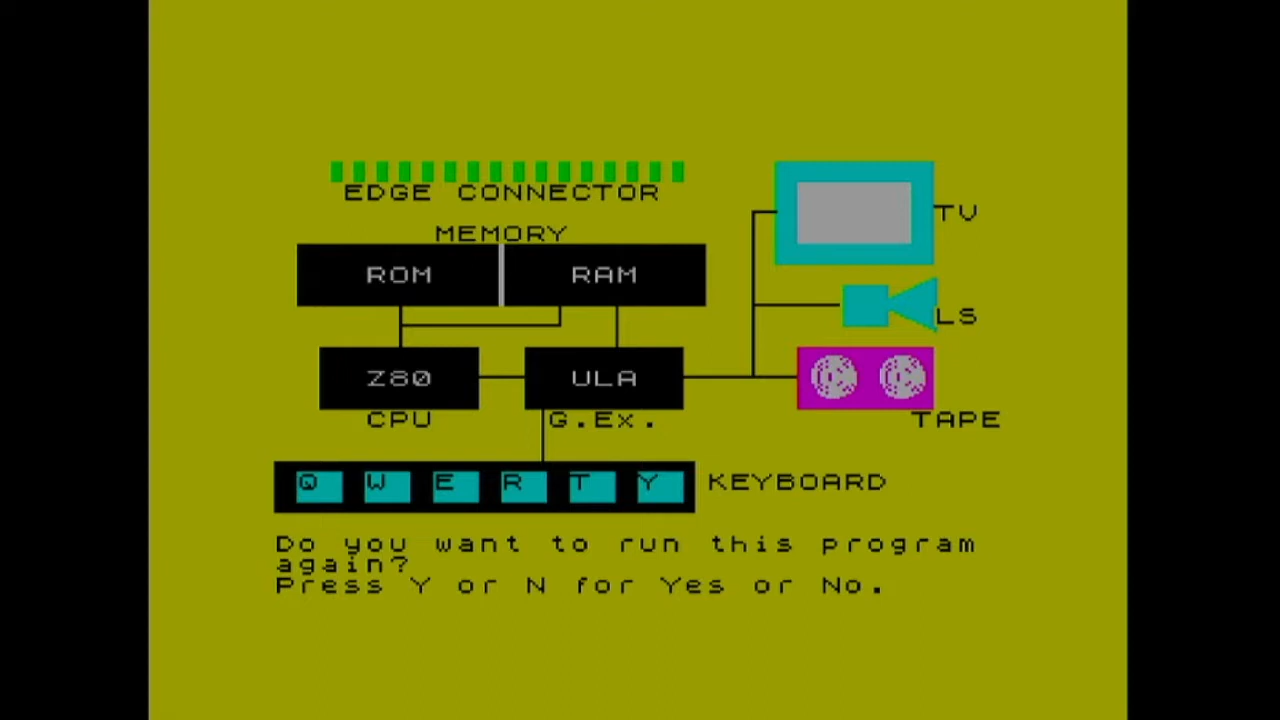 EDGE CONNECTOR
TV
MEMORY
ROM RAM
LS
Z80 ULA
CPU G.Ex. TAPE
Q W E R T Y KEYBOARD
Do you want to run this program
again?
Press Y or N for Yes or No.